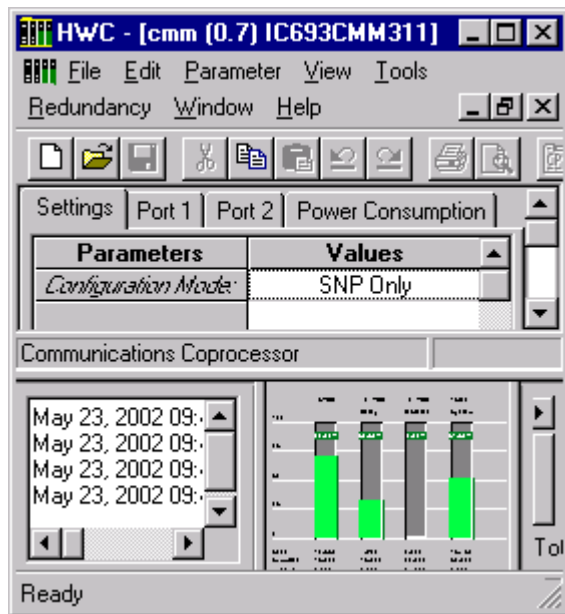 HWC - [cmm (0.7) IC693CMM311]
File Edit Parameter View Tools
Redundancy Window Help
Settings Port 1 Port 2 Power Consumption
Parameters Values
Configuration Mode: SNP Only
Communications Coprocessor
May 23, 2002 09:
May 23, 2002 09:
May 23, 2002 09:
May 23, 2002 09:
Ready